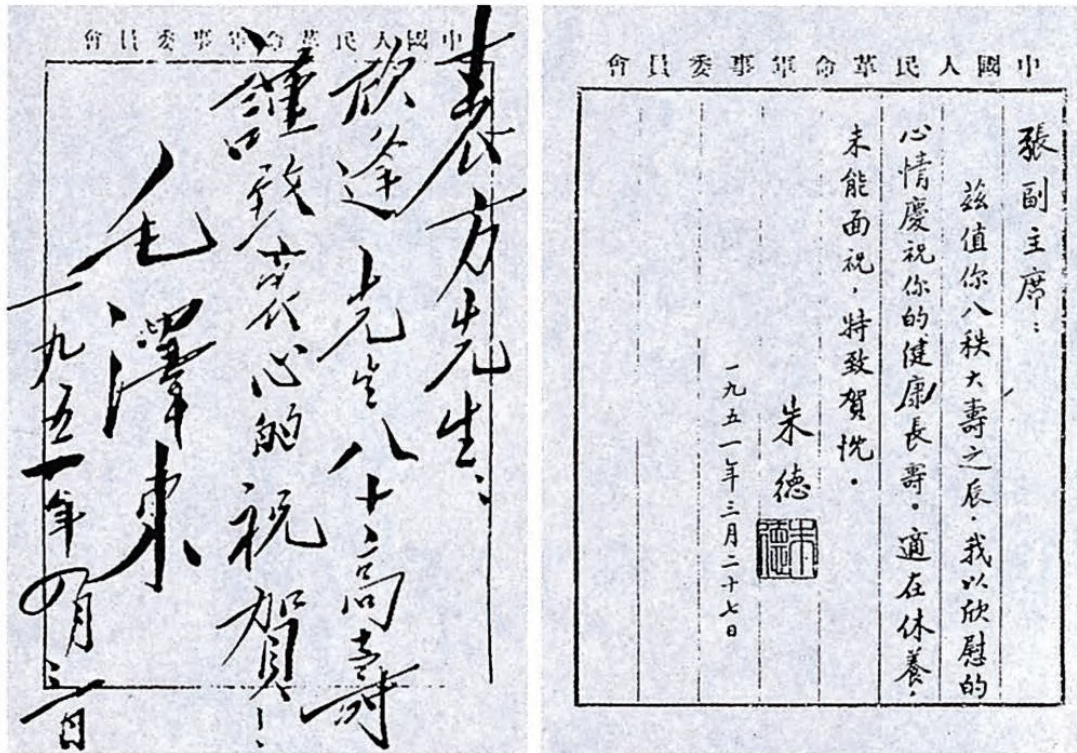 中國人民革命軍事委員會
表方先生：
欣逢 先生八十高壽
謹致衷心的祝賀！
毛澤東
一九五一年四月二日
中國人民革命軍事委員會
張副主席：
茲值你八秩大壽之辰，我以欣慰的
心情慶祝你的健康長壽。適在休養，
未能面祝，特致賀忱。
朱德
朱德
一九五一年三月二十七日